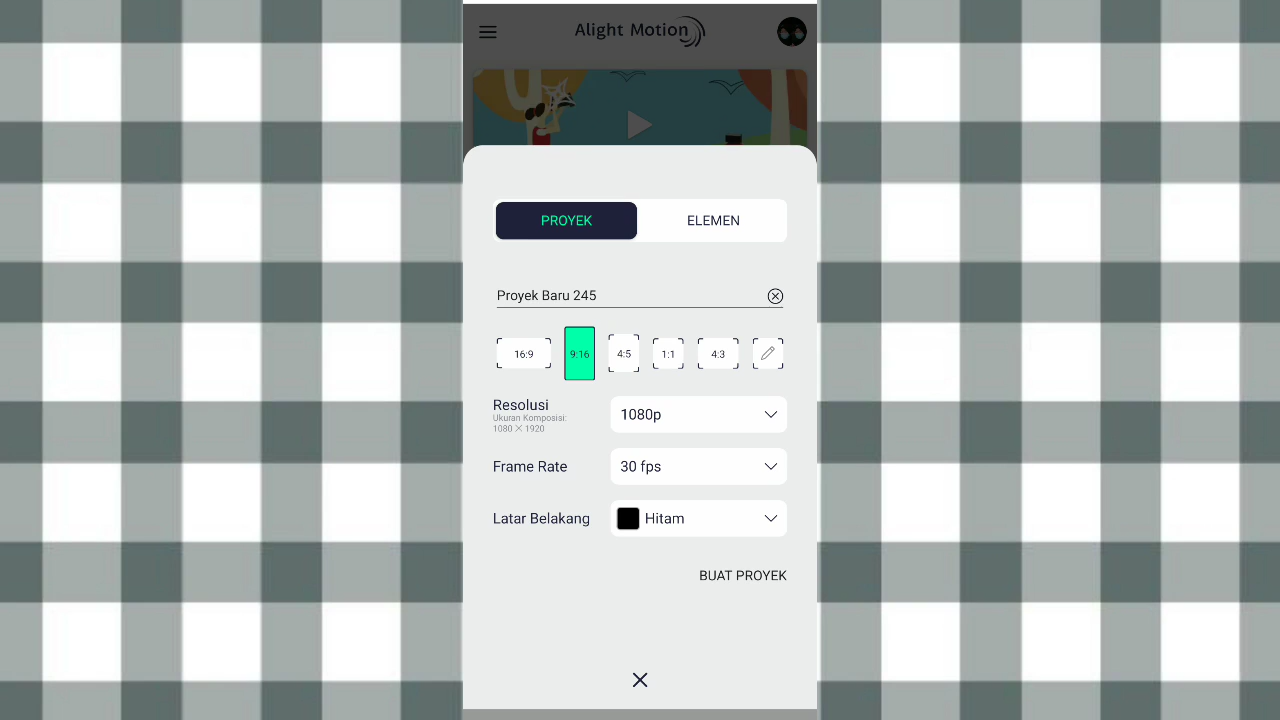 Alight Motion
PROYEK
ELEMEN
Proyek Baru 245
16:9
9:16
4:5
1:1
4:3
Resolusi
Ukuran Komposisi:
1080 × 1920
1080p
Frame Rate
30 fps
Latar Belakang
Hitam
BUAT PROYEK